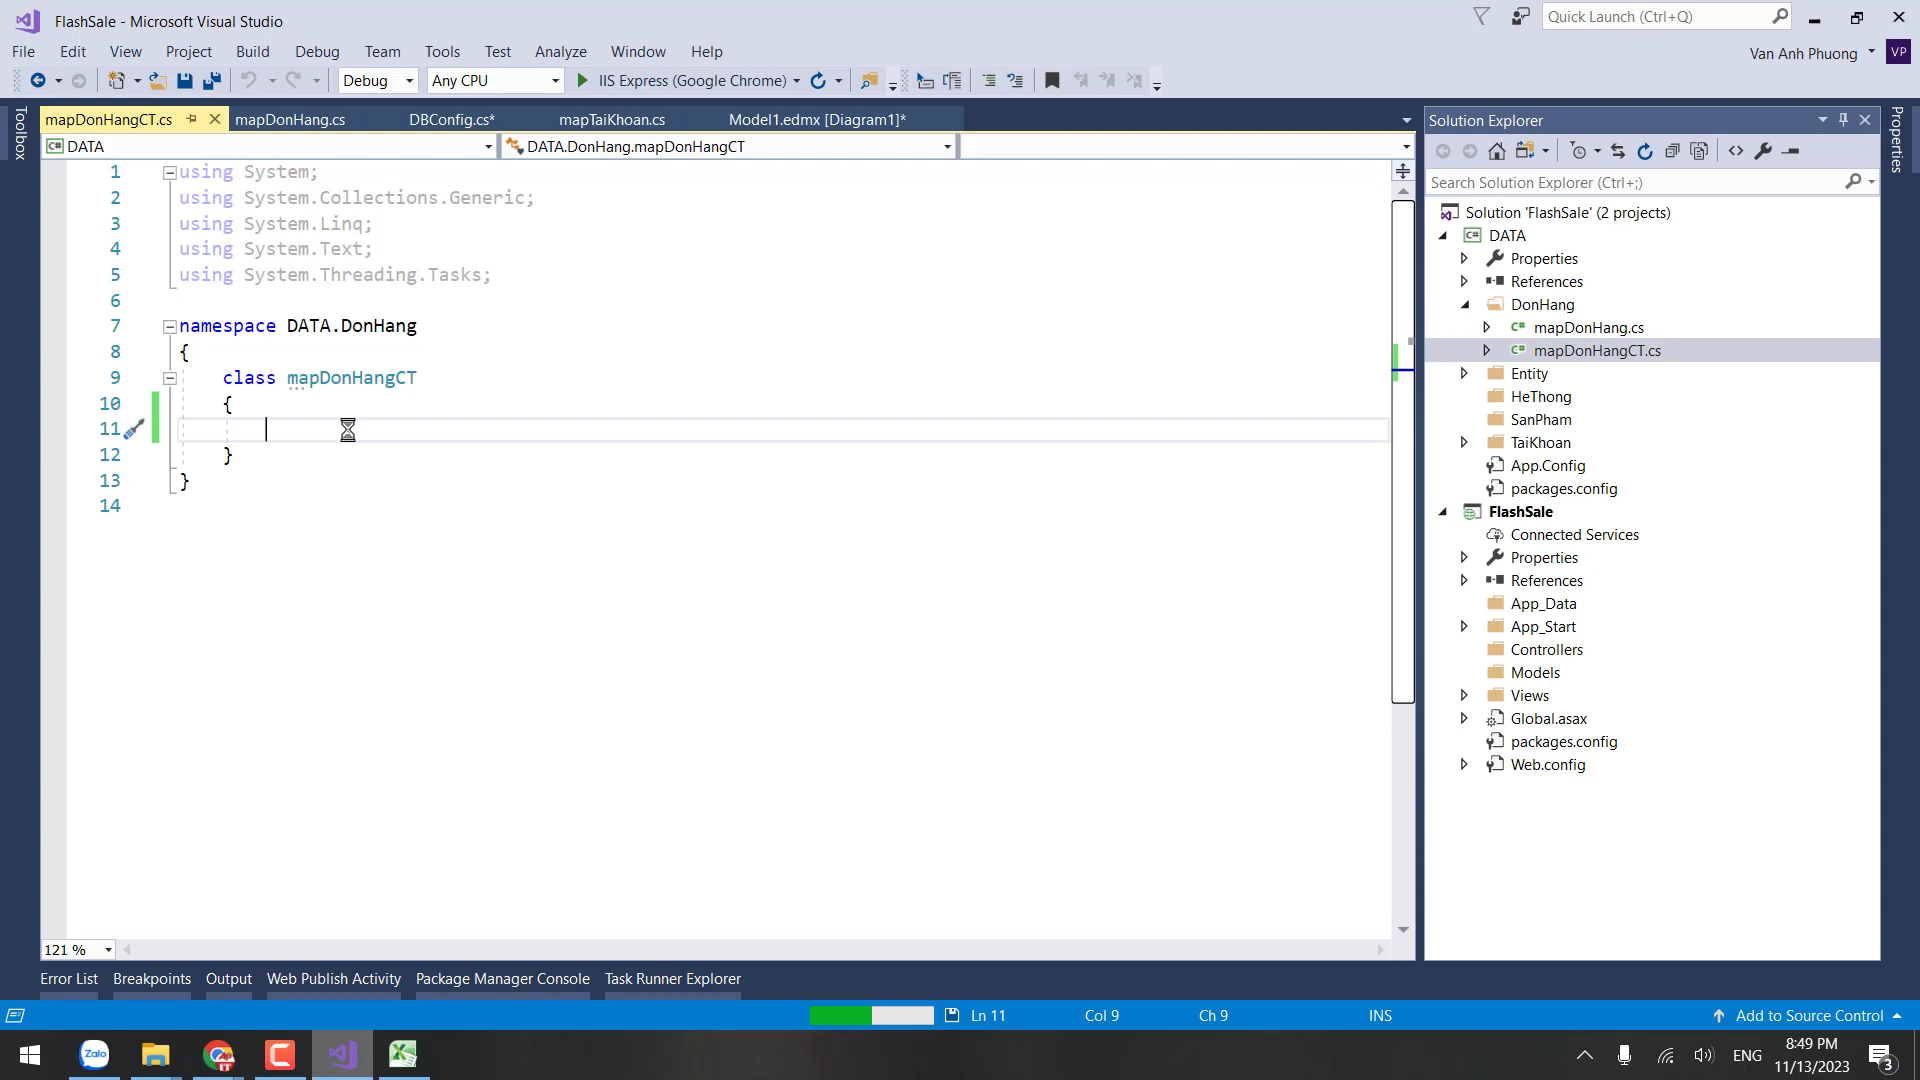 FlashSale - Microsoft Visual Studio
Quick Launch (Ctrl+Q)
File Edit View Project Build Debug Team Tools Test Analyze Window Help
Van Anh Phuong VP
Debug Any CPU IIS Express (Google Chrome)
Toolbox
mapDonHangCT.cs mapDonHang.cs DBConfig.cs* mapTaiKhoan.cs Model1.edmx [Diagram1]*
DATA DATA.DonHang.mapDonHangCT
1 using System;
2 using System.Collections.Generic;
3 using System.Linq;
4 using System.Text;
5 using System.Threading.Tasks;
6
7 namespace DATA.DonHang
8 {
9 class mapDonHangCT
10 {
11
12 }
13 }
14
121 %
Solution Explorer
Search Solution Explorer (Ctrl+;)
Solution 'FlashSale' (2 projects)
DATA
Properties
References
DonHang
mapDonHang.cs
mapDonHangCT.cs
Entity
HeThong
SanPham
TaiKhoan
App.Config
packages.config
FlashSale
Connected Services
Properties
References
App_Data
App_Start
Controllers
Models
Views
Global.asax
packages.config
Web.config
Properties
Error List Breakpoints Output Web Publish Activity Package Manager Console Task Runner Explorer
Ln 11 Col 9 Ch 9 INS Add to Source Control
Zalo
ENG
8:49 PM
11/13/2023
3